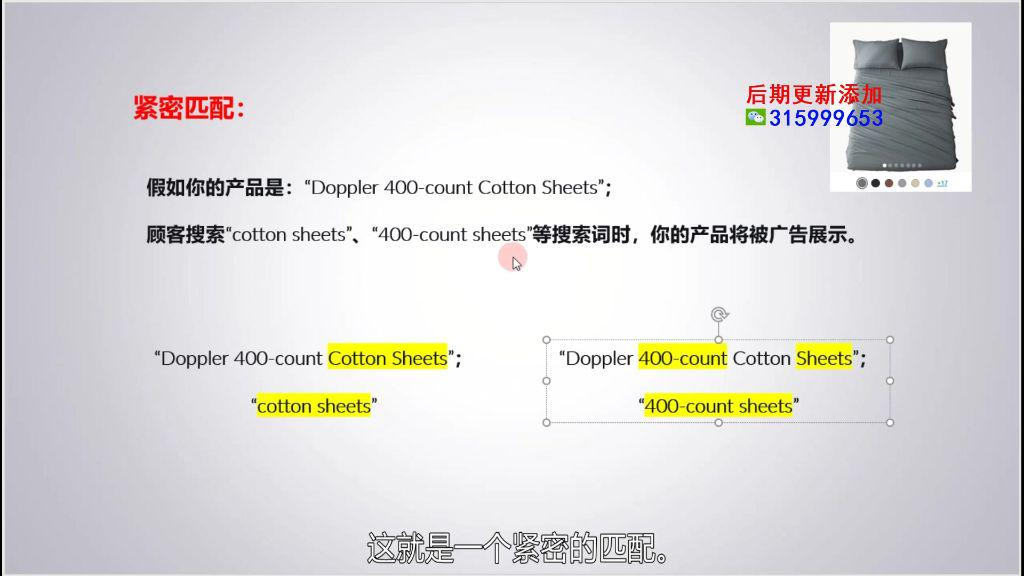 紧密匹配：
后期更新添加
315999653
+17
假如你的产品是：“Doppler 400-count Cotton Sheets”；
顾客搜索“cotton sheets”、“400-count sheets”等搜索词时，你的产品将被广告展示。
“Doppler 400-count Cotton Sheets”；
“cotton sheets”
“Doppler 400-count Cotton Sheets”；
“400-count sheets”
这就是一个紧密的匹配。